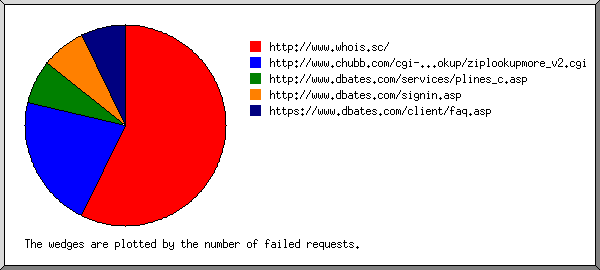 http://www.whois.sc/
http://www.chubb.com/cgi-...okup/ziplookupmore_v2.cgi
http://www.dbates.com/services/plines_c.asp
http://www.dbates.com/signin.asp
https://www.dbates.com/client/faq.asp
The wedges are plotted by the number of failed requests.